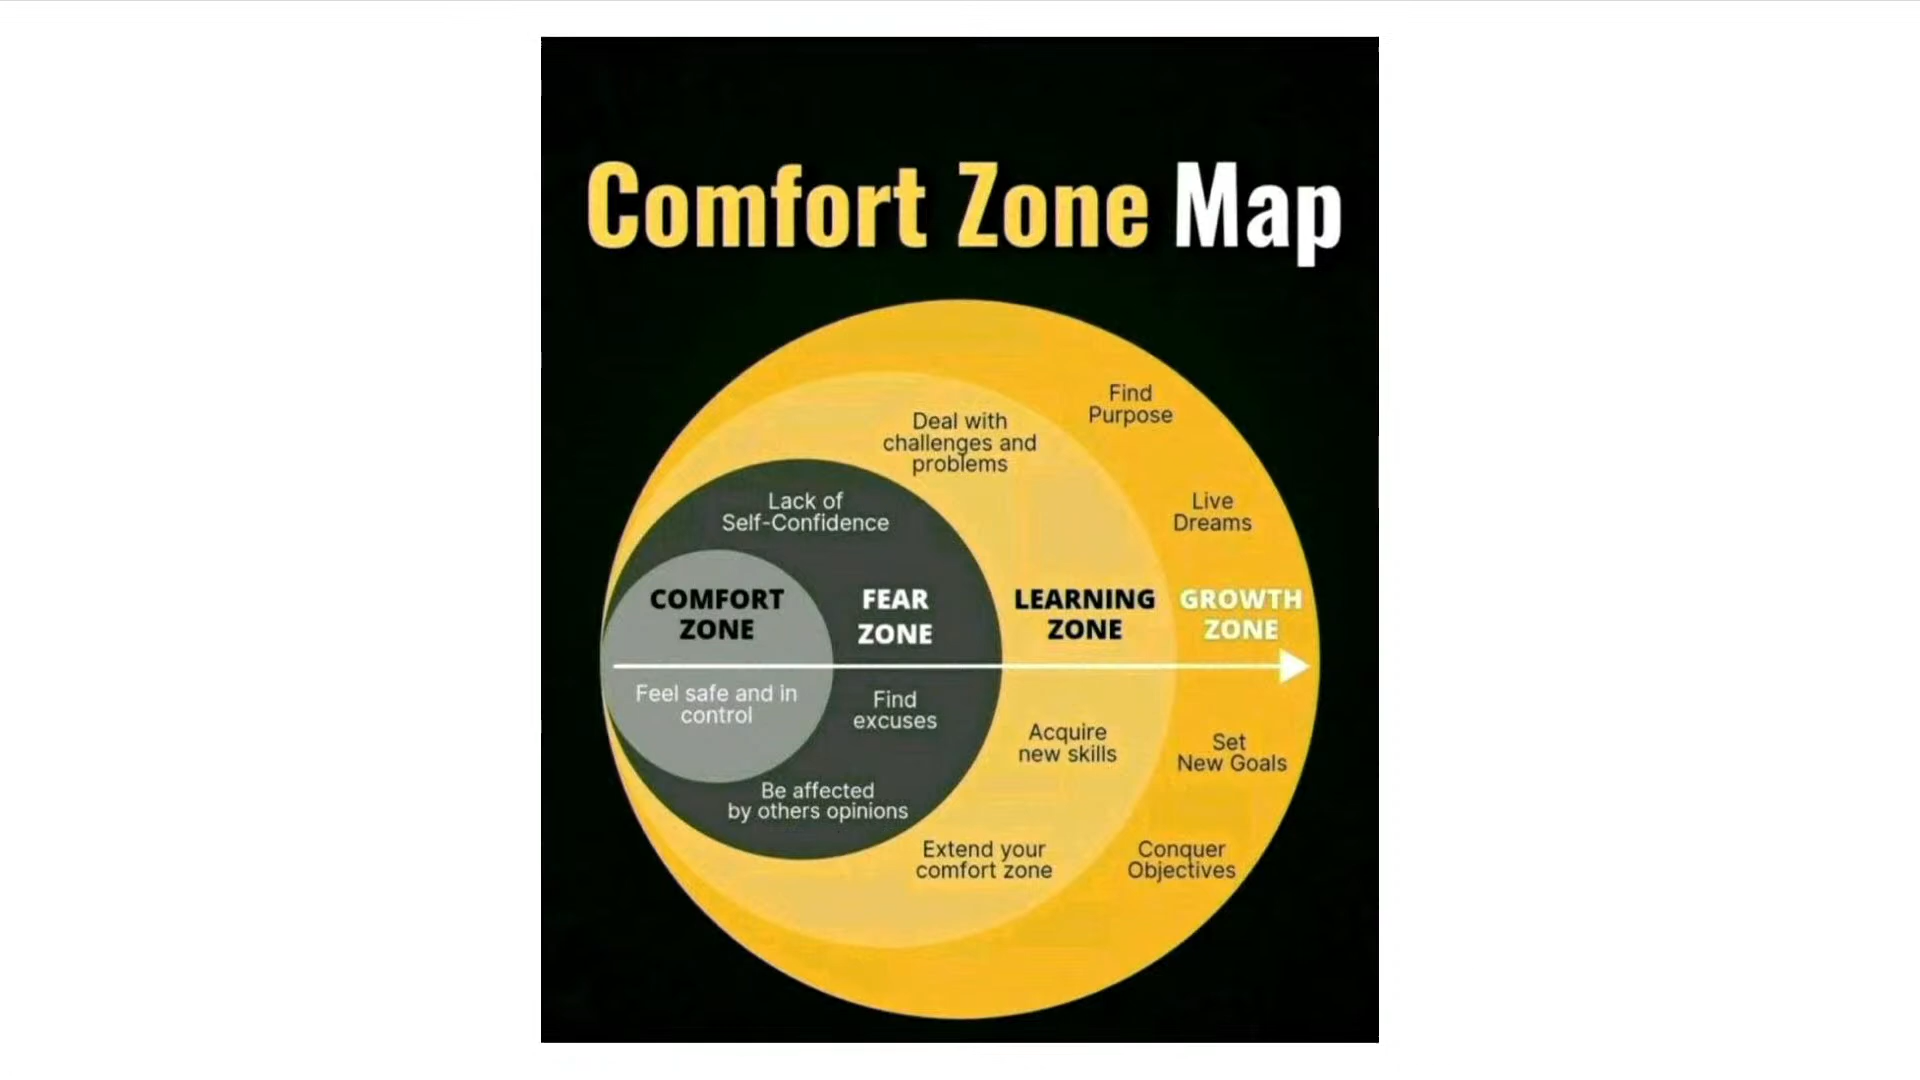 Comfort Zone Map
Find
Purpose
Deal with
challenges and
problems
Lack of
Self-Confidence
Live
Dreams
COMFORT
ZONE
FEAR
ZONE
LEARNING
ZONE
GROWTH
ZONE
Feel safe and in
control
Find
excuses
Acquire
new skills
Set
New Goals
Be affected
by others opinions
Extend your
comfort zone
Conquer
Objectives